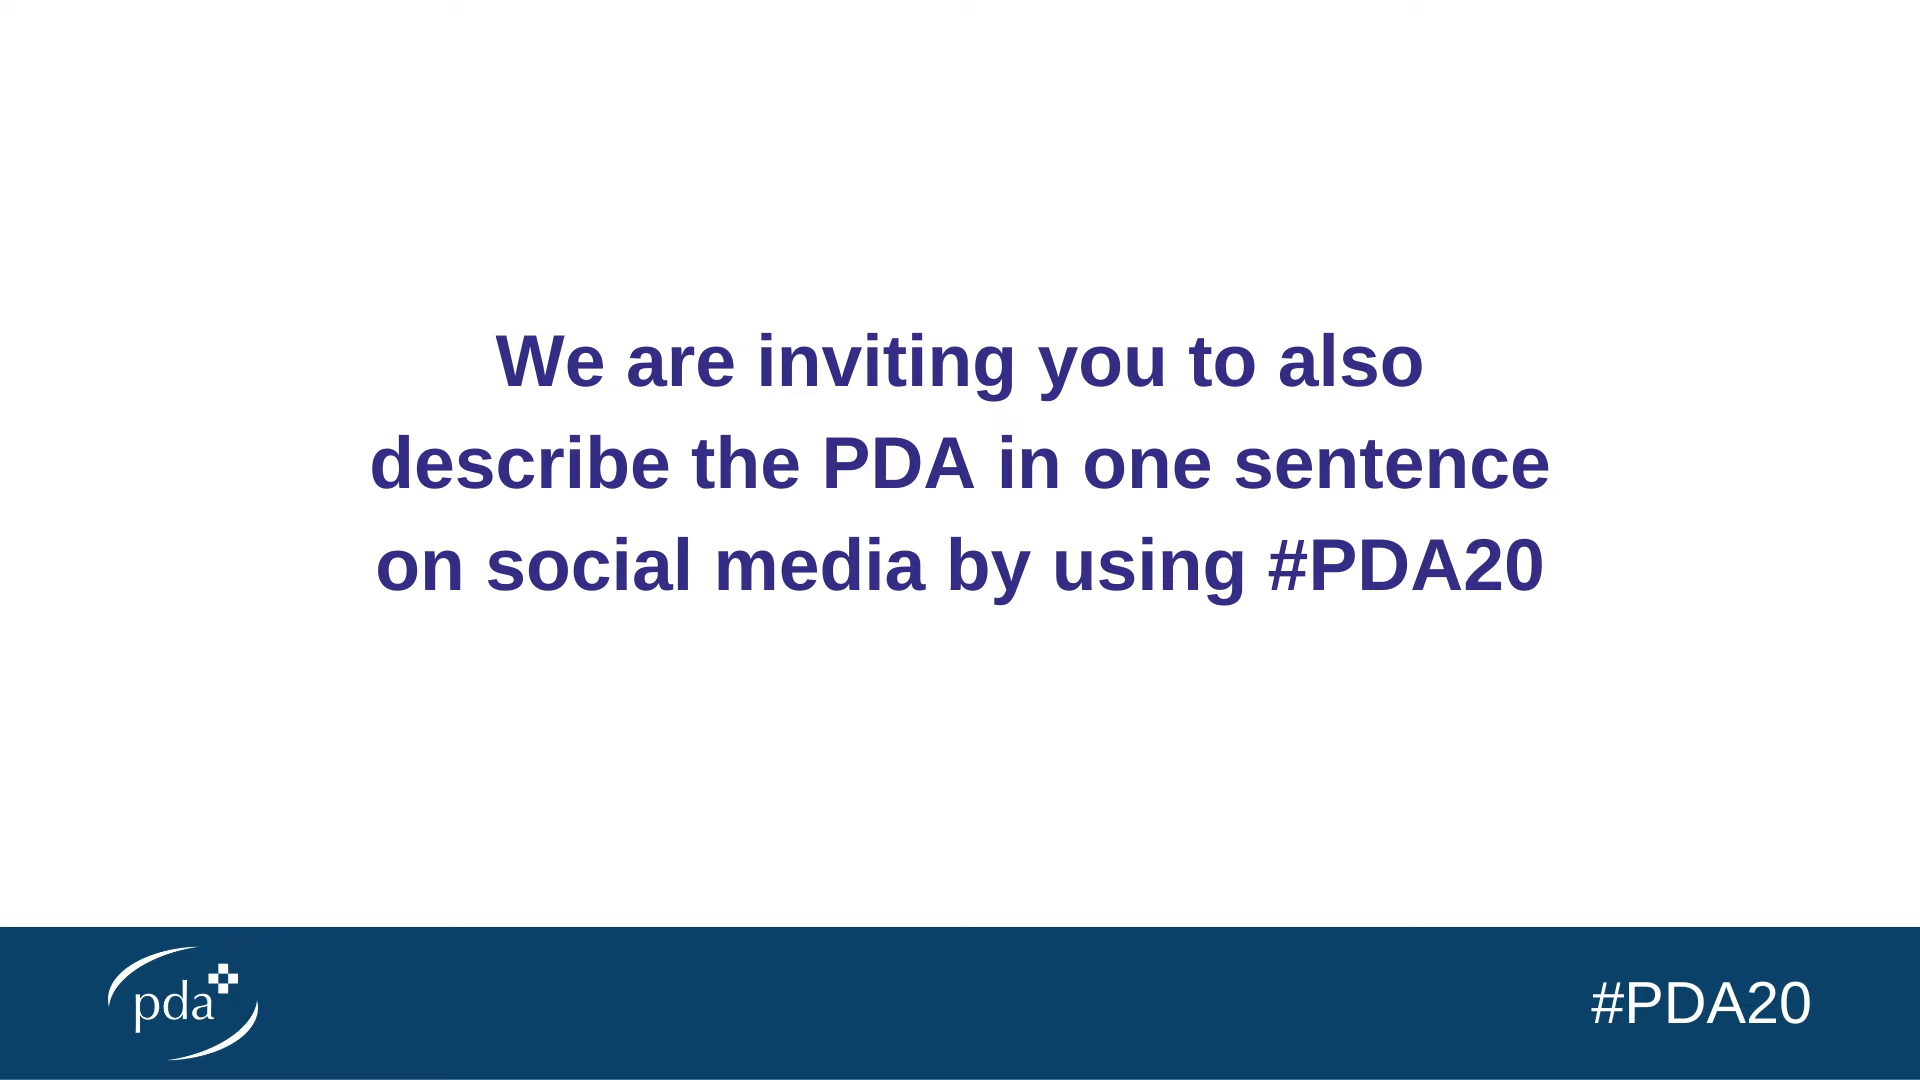 We are inviting you to also
describe the PDA in one sentence
on social media by using #PDA20
pda
#PDA20